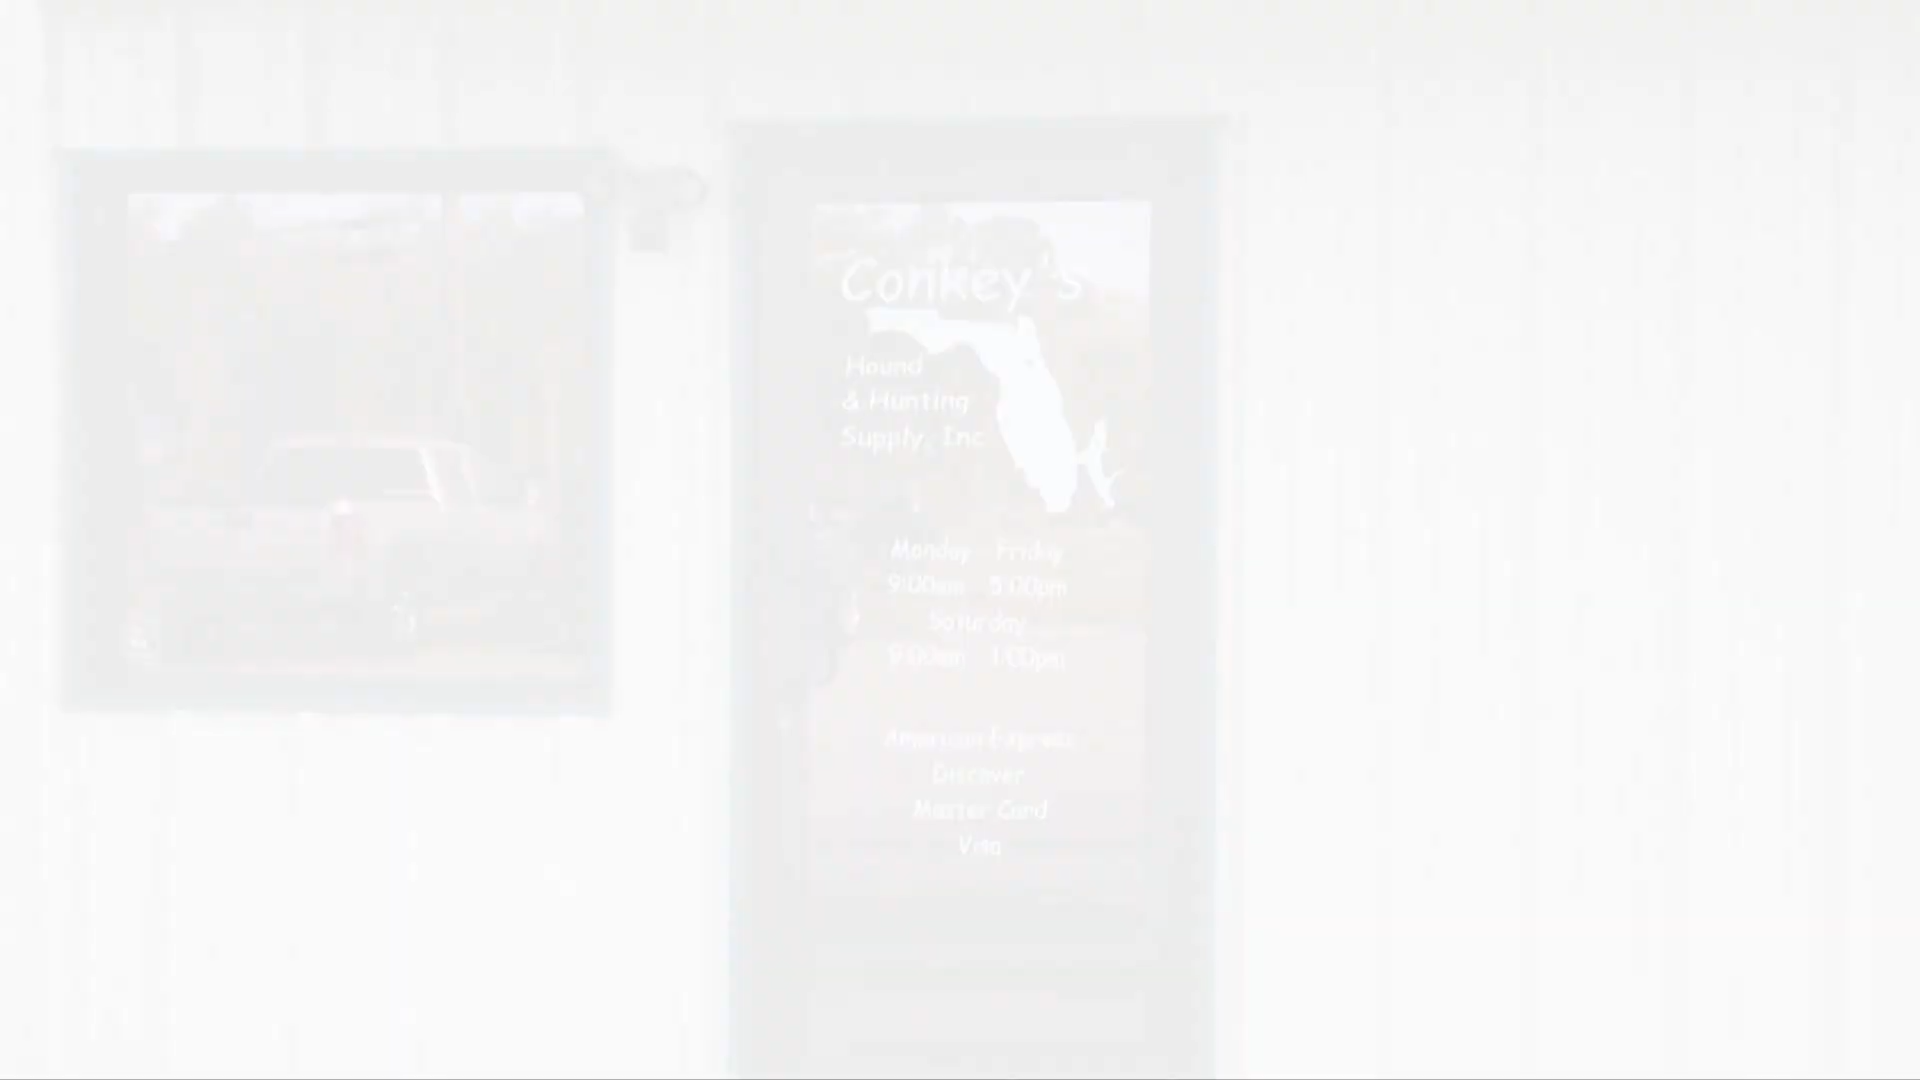 Conkey's
Hound
& Hunting
Supply, Inc
Monday - Friday
9:00am - 5:00pm
Saturday
9:00am - 1:00pm
American Express
Discover
Master Card
Visa